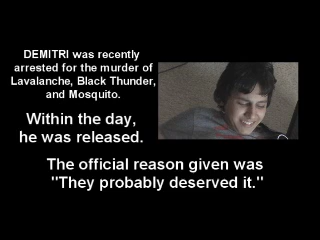 DEMITRI was recently
arrested for the murder of
Lavalanche, Black Thunder,
and Mosquito.
Within the day,
he was released.
The official reason given was
"They probably deserved it."